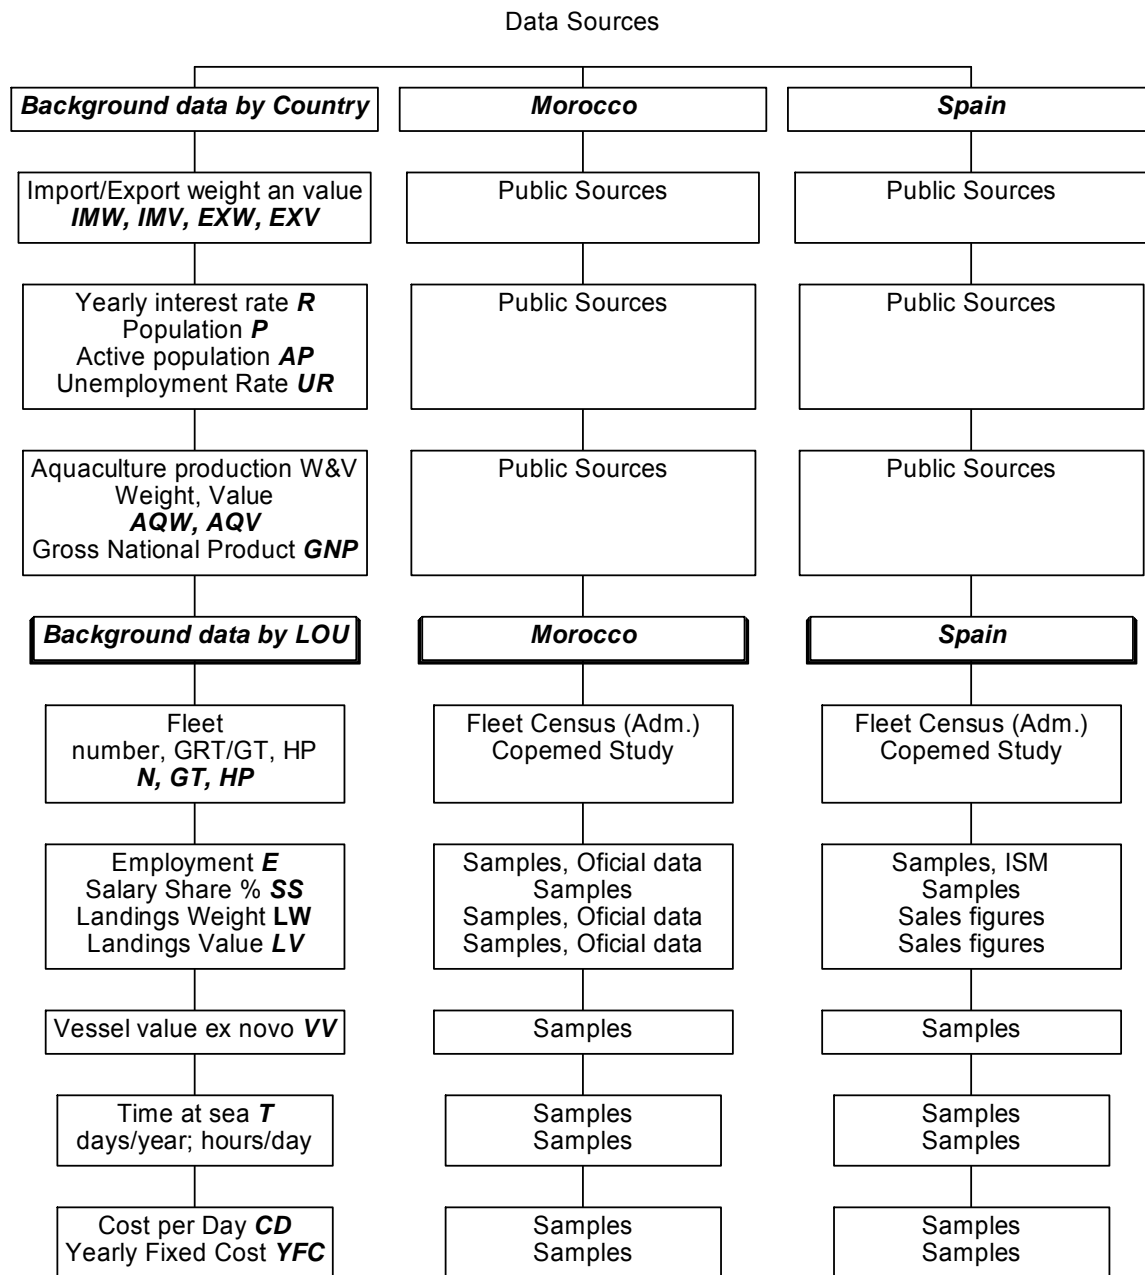 Data Sources
Background data by Country
Morocco
Spain
Import/Export weight an value
IMW, IMV, EXW, EXV
Public Sources
Public Sources
Yearly interest rate R
Population P
Active population AP
Unemployment Rate UR
Public Sources
Public Sources
Aquaculture production W&V
Weight, Value
AQW, AQV
Gross National Product GNP
Public Sources
Public Sources
Background data by LOU
Morocco
Spain
Fleet
number, GRT/GT, HP
N, GT, HP
Fleet Census (Adm.)
Copemed Study
Fleet Census (Adm.)
Copemed Study
Employment E
Salary Share % SS
Landings Weight LW
Landings Value LV
Samples, Oficial data
Samples
Samples, Oficial data
Samples, Oficial data
Samples, ISM
Samples
Sales figures
Sales figures
Vessel value ex novo VV
Samples
Samples
Time at sea T
days/year; hours/day
Samples
Samples
Samples
Samples
Cost per Day CD
Yearly Fixed Cost YFC
Samples
Samples
Samples
Samples